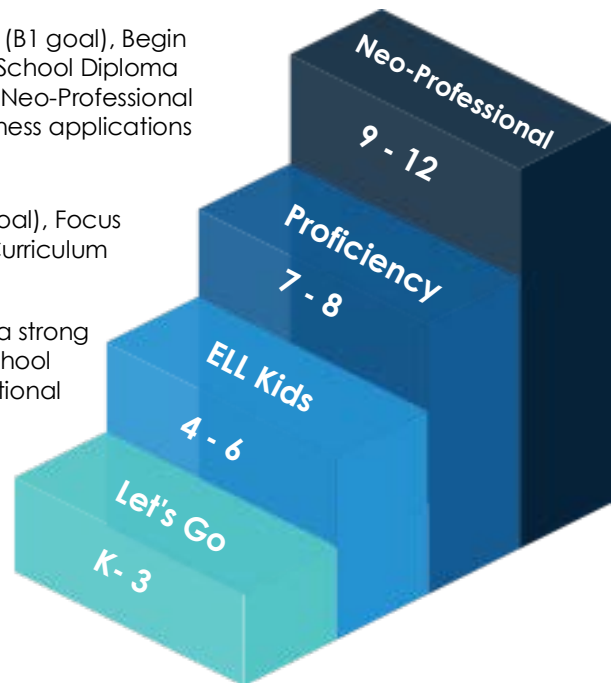 (B1 goal), Begin
School Diploma
Neo-Professional
ness applications
oal), Focus
Curriculum
a strong
hool
tional
Neo-Professional
9 - 12
Proficiency
7 - 8
ELL Kids
4 - 6
Let's Go
K- 3